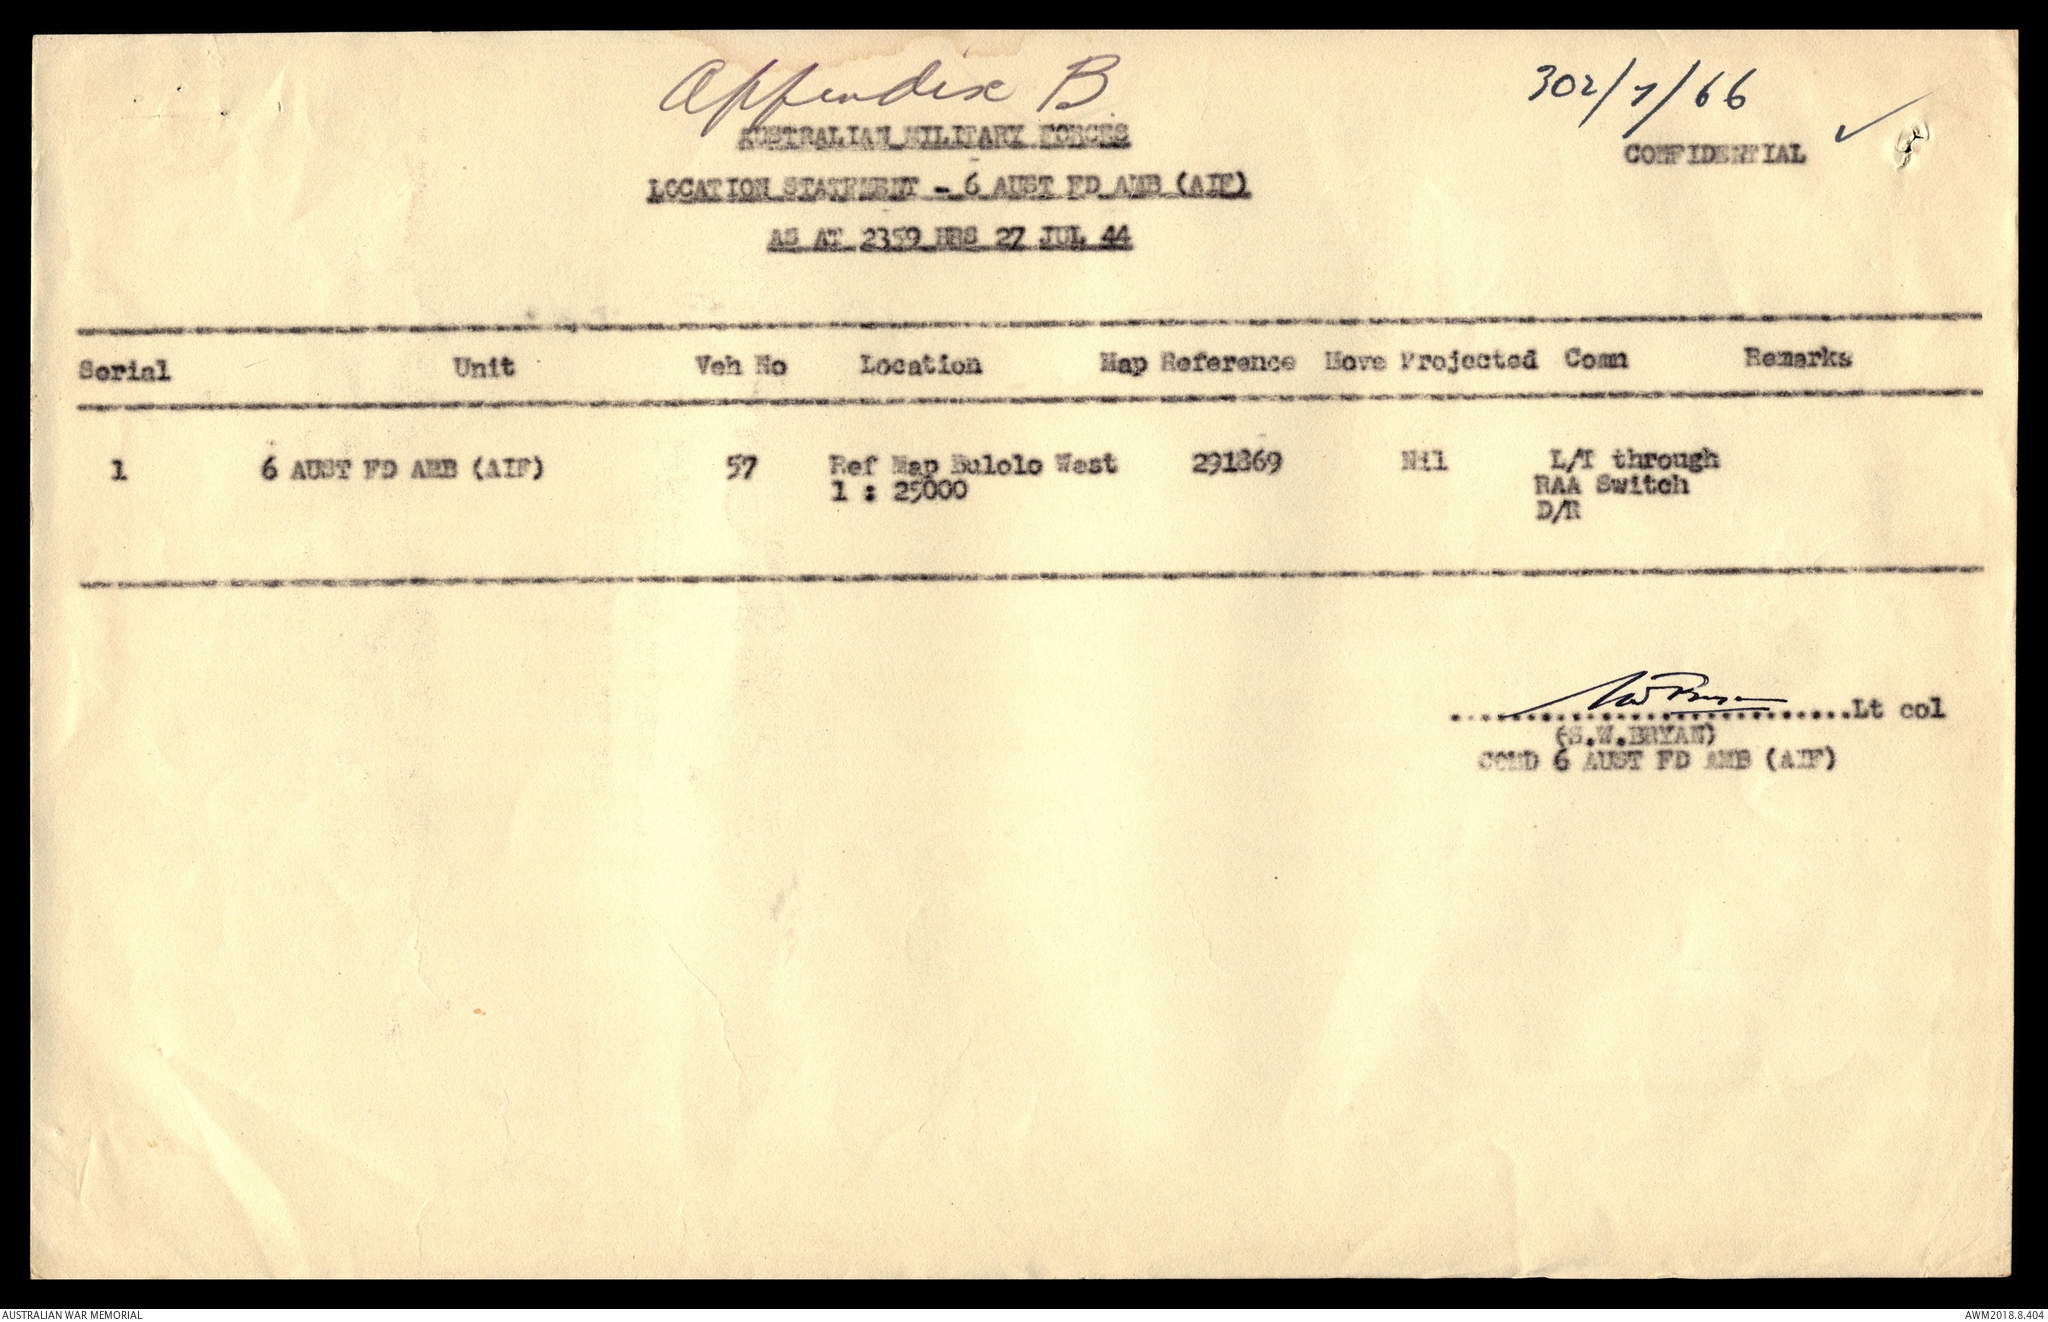 Appendix B
302/7/66
AUSTRALIAN MILITARY FORCES
CONFIDENTIAL
LOCATION STATEMENT - 6 AUST FD AMB (AIF)
AS AT 2359 HRS 27 JUL 44
Serial Unit Veh No Location Map Reference Move Projected Comn Remarks
1 6 AUST FD AMB (AIF) 57 Ref Map Bulolo West 291869 Nil L/T through
1 : 25000 RAA Switch
D/R
SW Bryan
..............................Lt col
(S.W.BRYAN)
COMD 6 AUST FD AMB (AIF)
AUSTRALIAN WAR MEMORIAL AWM2018.8.404